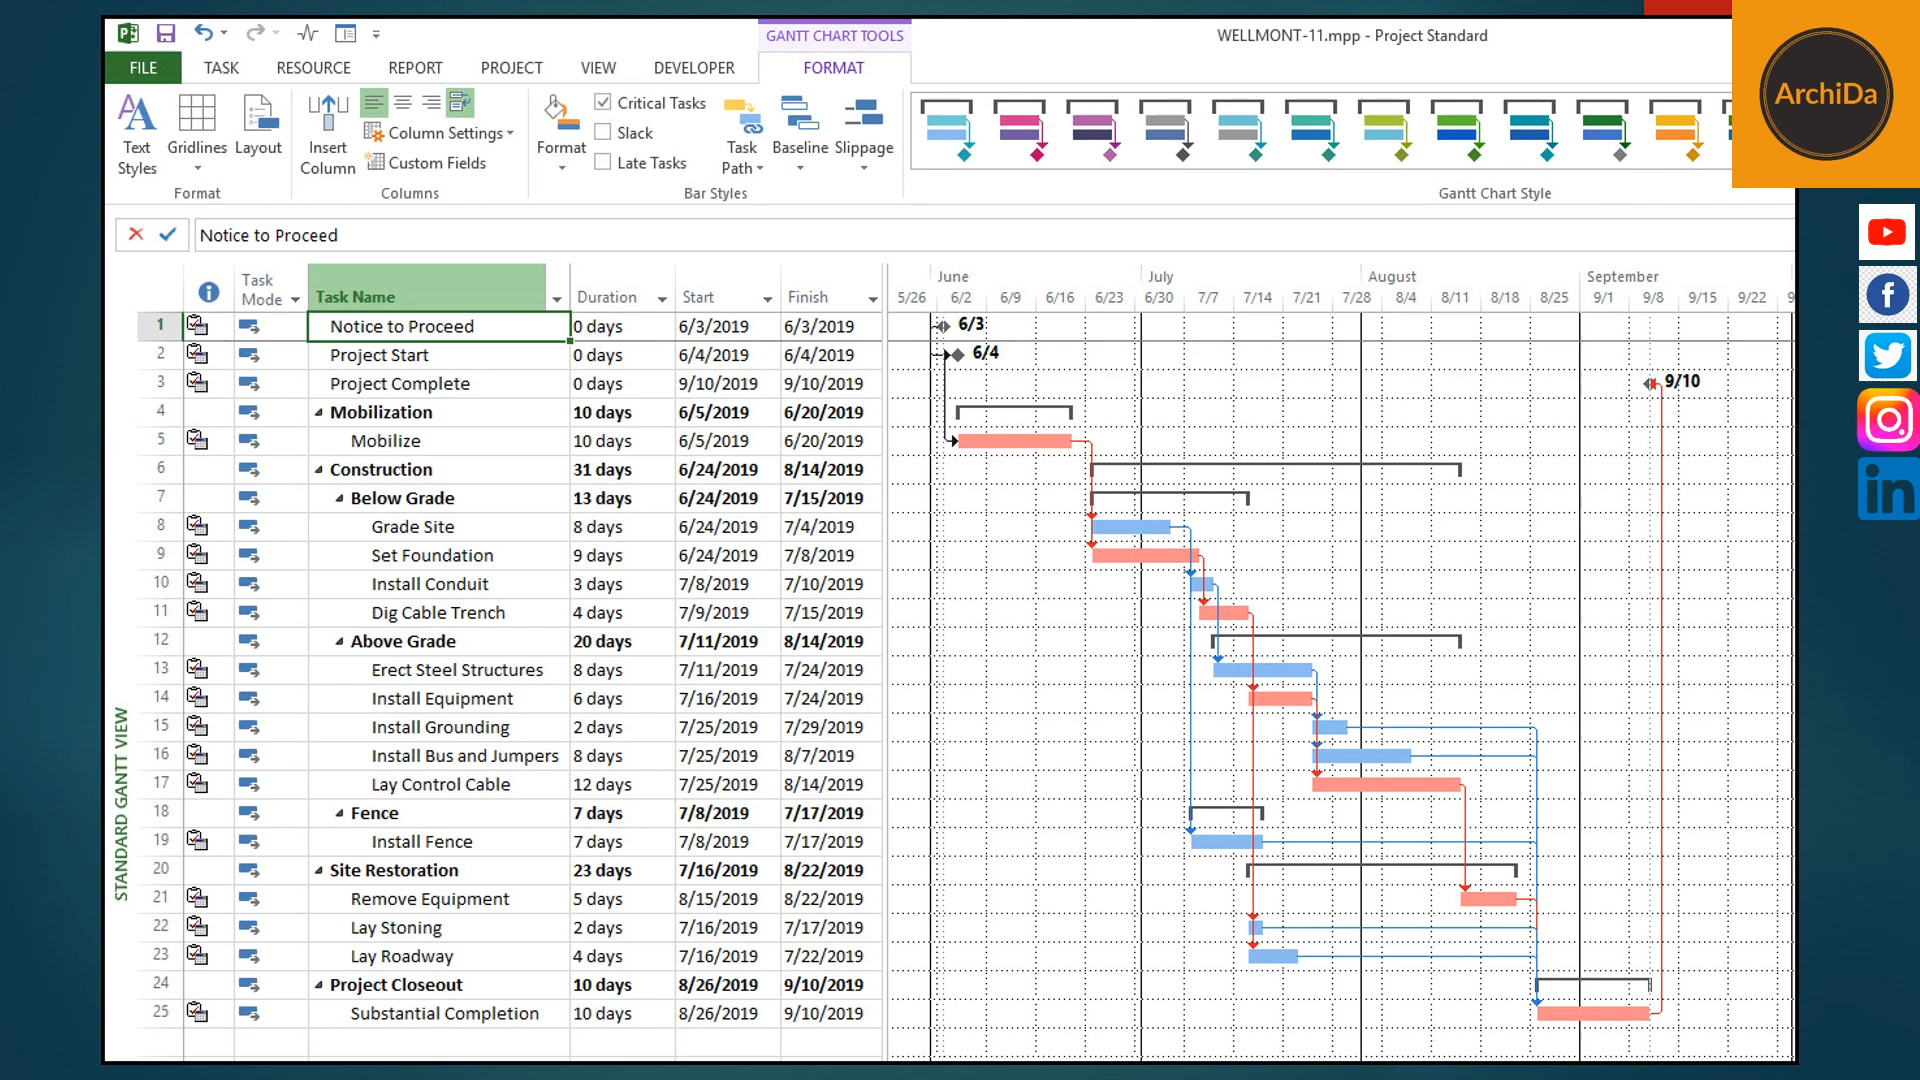 GANTT CHART TOOLS
WELLMONT-11.mpp - Project Standard
ArchiDa
FILE TASK RESOURCE REPORT PROJECT VIEW DEVELOPER FORMAT
Text Styles
Gridlines
Layout
Format
Insert Column
Column Settings
Custom Fields
Columns
Format
Critical Tasks
Slack
Late Tasks
Task Path
Baseline
Slippage
Bar Styles
Gantt Chart Style
Notice to Proceed
Task Mode Task Name Duration Start Finish
June July August September
5/26 6/2 6/9 6/16 6/23 6/30 7/7 7/14 7/21 7/28 8/4 8/11 8/18 8/25 9/1 9/8 9/15 9/22 9
1 Notice to Proceed 0 days 6/3/2019 6/3/2019 6/3
2 Project Start 0 days 6/4/2019 6/4/2019 6/4
3 Project Complete 0 days 9/10/2019 9/10/2019 9/10
4 Mobilization 10 days 6/5/2019 6/20/2019
5 Mobilize 10 days 6/5/2019 6/20/2019
6 Construction 31 days 6/24/2019 8/14/2019
7 Below Grade 13 days 6/24/2019 7/15/2019
8 Grade Site 8 days 6/24/2019 7/4/2019
9 Set Foundation 9 days 6/24/2019 7/8/2019
10 Install Conduit 3 days 7/8/2019 7/10/2019
11 Dig Cable Trench 4 days 7/9/2019 7/15/2019
12 Above Grade 20 days 7/11/2019 8/14/2019
13 Erect Steel Structures 8 days 7/11/2019 7/24/2019
14 Install Equipment 6 days 7/16/2019 7/24/2019
15 Install Grounding 2 days 7/25/2019 7/29/2019
16 Install Bus and Jumpers 8 days 7/25/2019 8/7/2019
17 Lay Control Cable 12 days 7/25/2019 8/14/2019
18 Fence 7 days 7/8/2019 7/17/2019
19 Install Fence 7 days 7/8/2019 7/17/2019
20 Site Restoration 23 days 7/16/2019 8/22/2019
21 Remove Equipment 5 days 8/15/2019 8/22/2019
22 Lay Stoning 2 days 7/16/2019 7/17/2019
23 Lay Roadway 4 days 7/16/2019 7/22/2019
24 Project Closeout 10 days 8/26/2019 9/10/2019
25 Substantial Completion 10 days 8/26/2019 9/10/2019
STANDARD GANTT VIEW
in